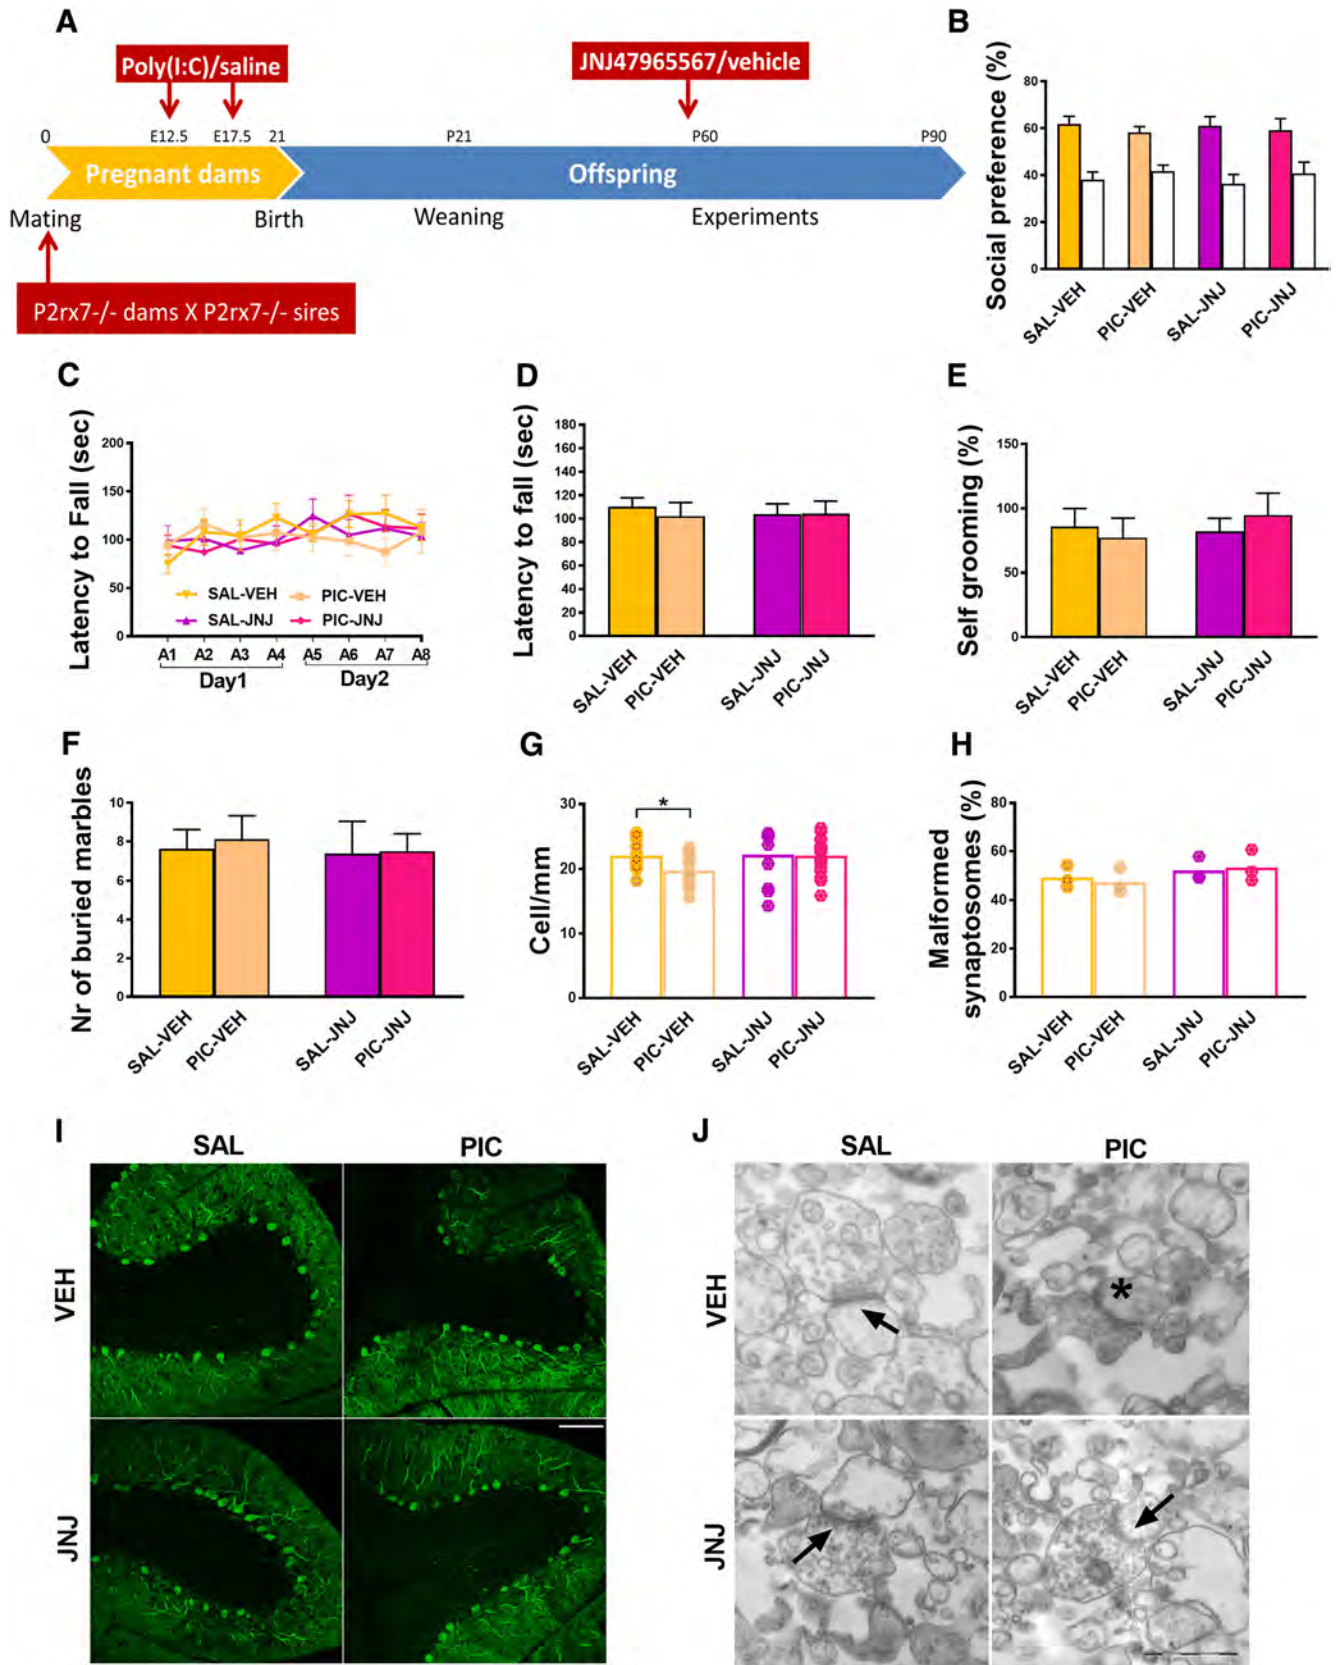 A
Poly(I:C)/saline
JNJ47965567/vehicle
0
E12.5
E17.5
21
P21
P60
P90
Pregnant dams
Offspring
Mating
Birth
Weaning
Experiments
P2rx7-/- dams X P2rx7-/- sires
B
Social preference (%)
80
60
40
20
0
SAL-VEH
PIC-VEH
SAL-JNJ
PIC-JNJ
C
Latency to Fall (sec)
200
150
100
50
0
SAL-VEH
PIC-VEH
SAL-JNJ
PIC-JNJ
A1 A2 A3 A4 A5 A6 A7 A8
Day1
Day2
D
Latency to fall (sec)
180
160
140
120
100
80
60
40
20
0
SAL-VEH
PIC-VEH
SAL-JNJ
PIC-JNJ
E
Self grooming (%)
150
100
50
0
SAL-VEH
PIC-VEH
SAL-JNJ
PIC-JNJ
F
Nr of buried marbles
10
8
6
4
2
0
SAL-VEH
PIC-VEH
SAL-JNJ
PIC-JNJ
G
Cell/mm
30
20
10
0
*
SAL-VEH
PIC-VEH
SAL-JNJ
PIC-JNJ
H
Malformed
synaptosomes (%)
80
60
40
20
0
SAL-VEH
PIC-VEH
SAL-JNJ
PIC-JNJ
I
SAL
PIC
VEH
JNJ
J
SAL
PIC
VEH
*
JNJ